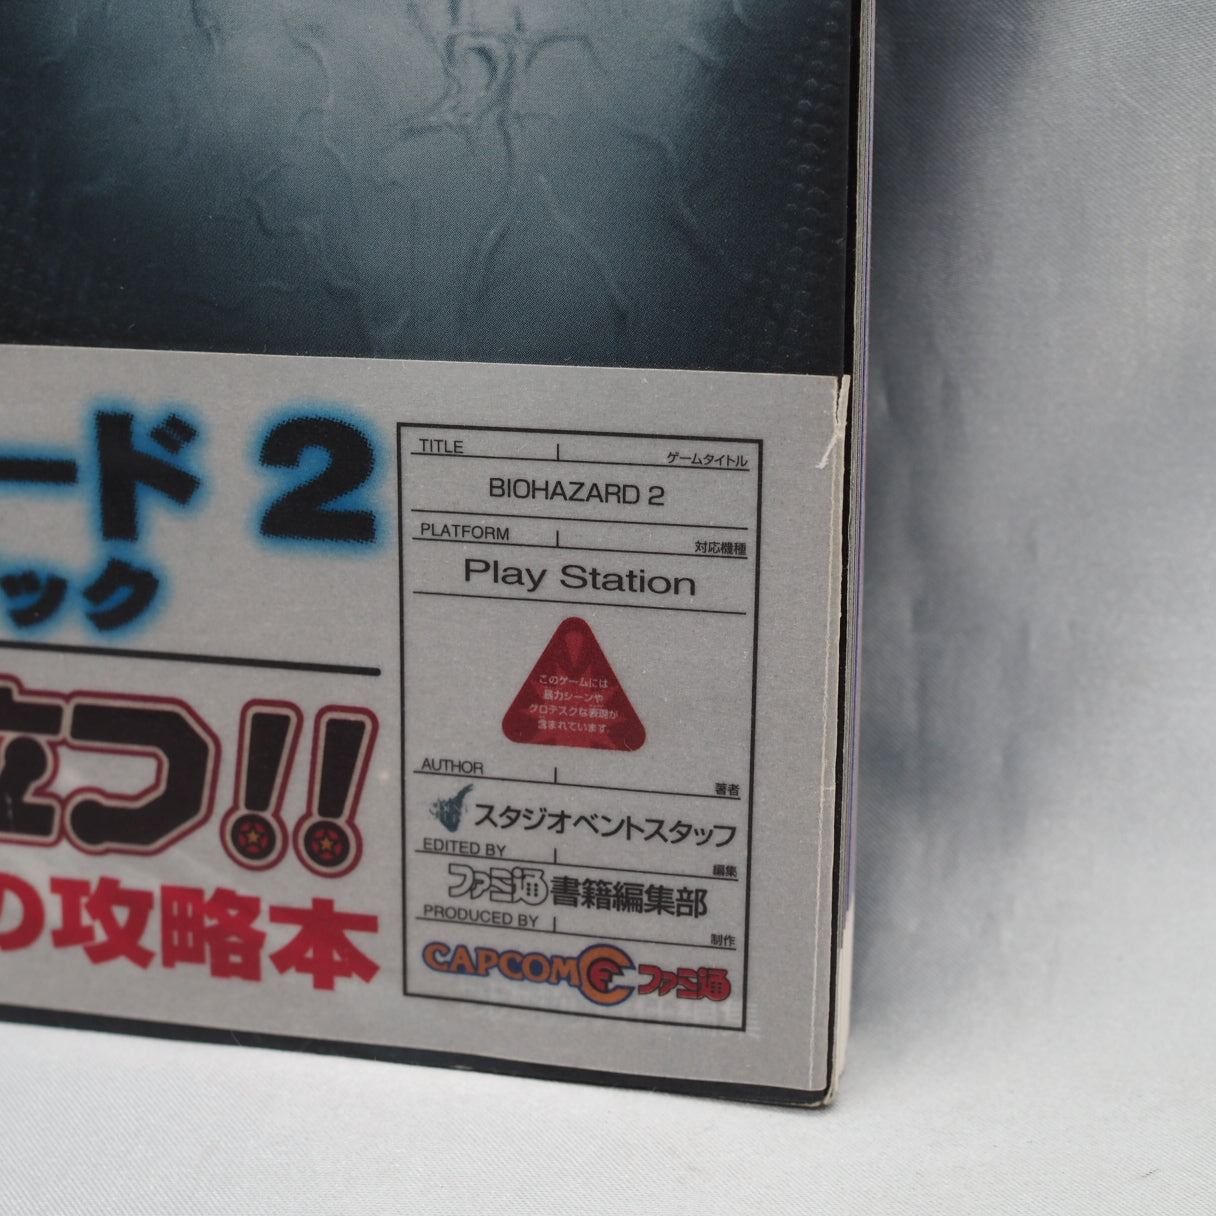 ード 2
ック
立つ!!
の攻略本
TITLE ゲームタイトル
BIOHAZARD 2
PLATFORM 対応機種
Play Station
このゲームには
暴力シーンや
グロテスクな表現が
含まれています。
AUTHOR 著者
スタジオベントスタッフ
EDITED BY 編集
ファミ通書籍編集部
PRODUCED BY 制作
CAPCOM ファミ通